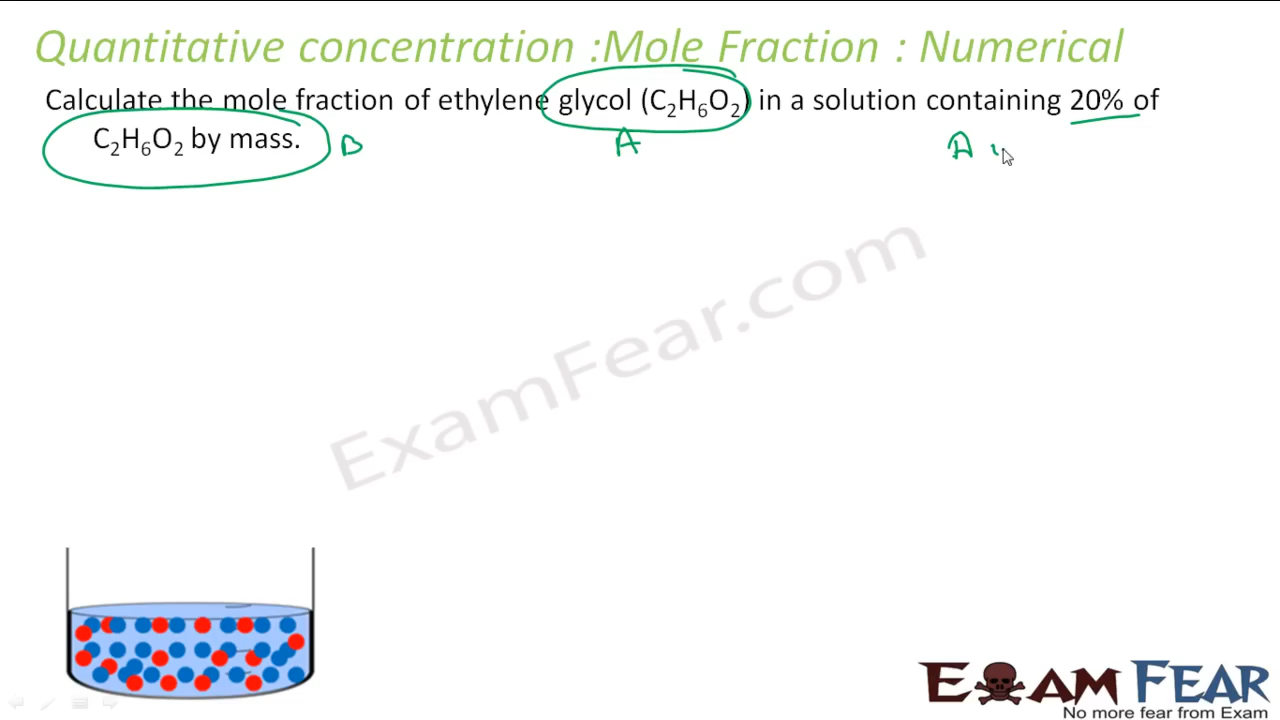 Quantitative concentration :Mole Fraction : Numerical
Calculate the mole fraction of ethylene glycol (C₂H₆O₂) in a solution containing 20% of
C₂H₆O₂ by mass.
B
A
A
ExamFear.com
EXAM FEAR
No more fear from Exam